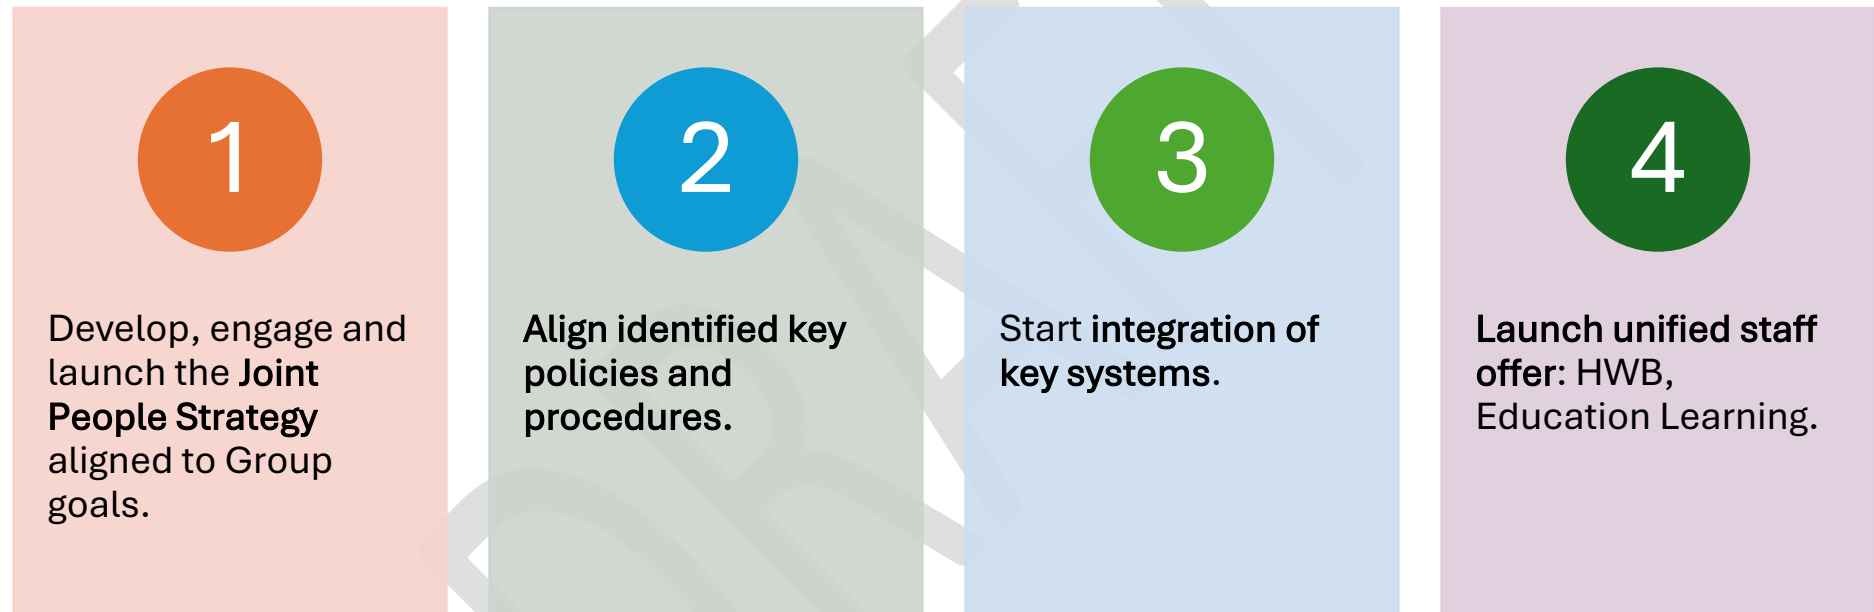 1
Develop, engage and
launch the Joint
People Strategy
aligned to Group
goals.
2
Align identified key
policies and
procedures.
3
Start integration of
key systems.
4
Launch unified staff
offer: HWB,
Education Learning.